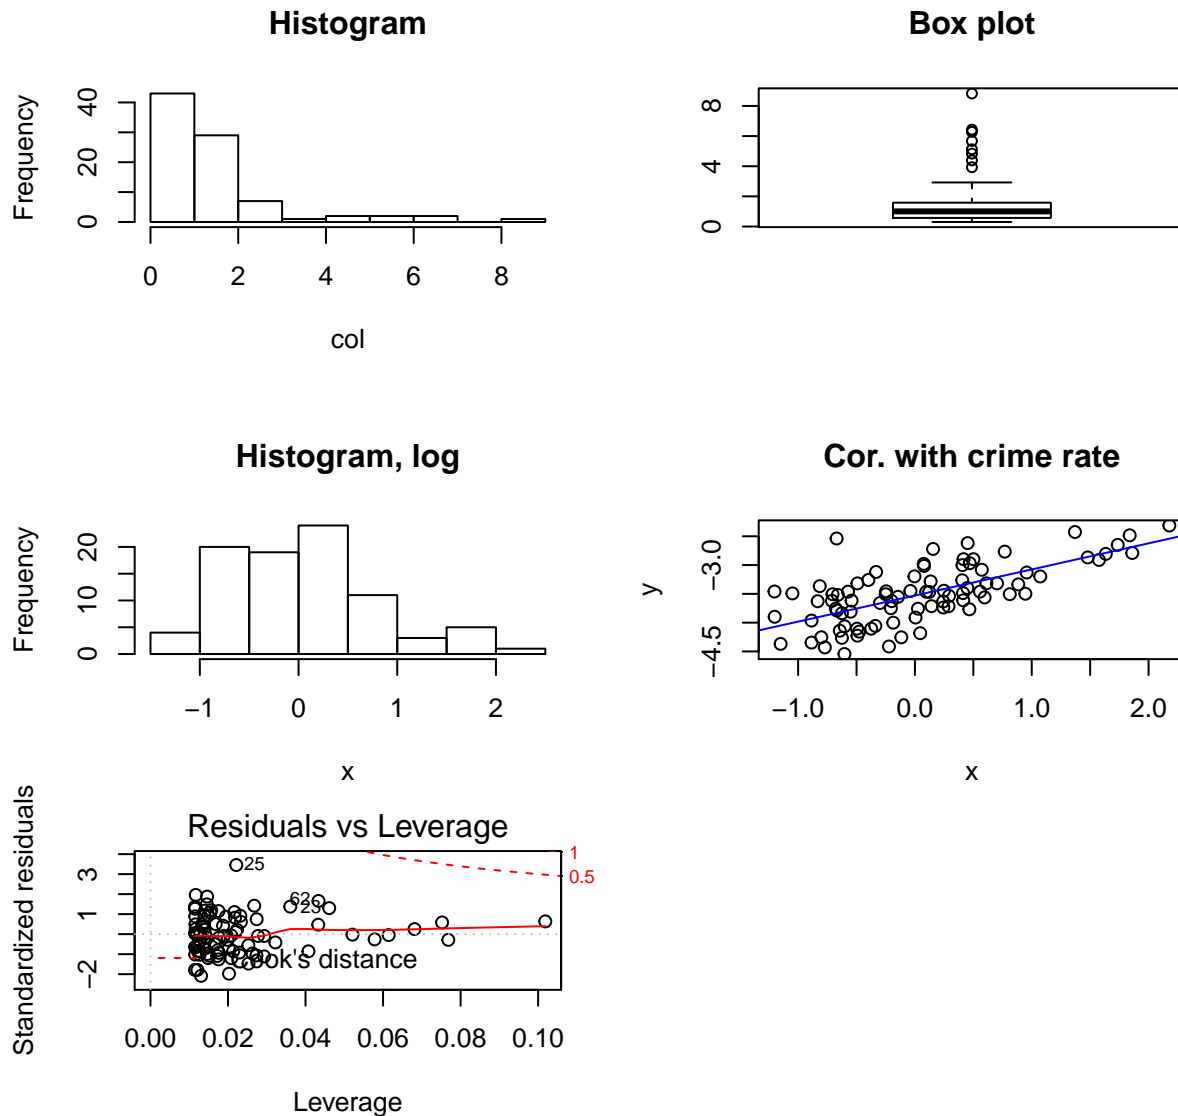 Histogram
Frequency
0 20 40
0 2 4 6 8
col
Box plot
0 4 8
Histogram, log
Frequency
0 10 20
−1 0 1 2
x
Cor. with crime rate
y
−4.5 −3.0
−1.0 0.0 1.0 2.0
x
Residuals vs Leverage
Standardized residuals
−2 1 3
0.00 0.02 0.04 0.06 0.08 0.10
Leverage
1
0.5
25
62
23
ok's distance